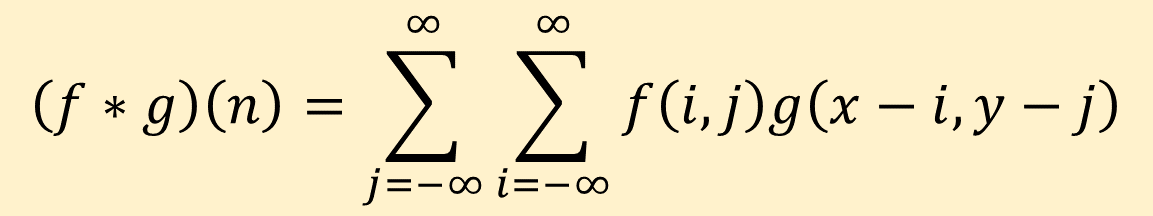 (f ∗ g)(n) = ∑_{j=−∞}^{∞} ∑_{i=−∞}^{∞} f(i, j)g(x − i, y − j)